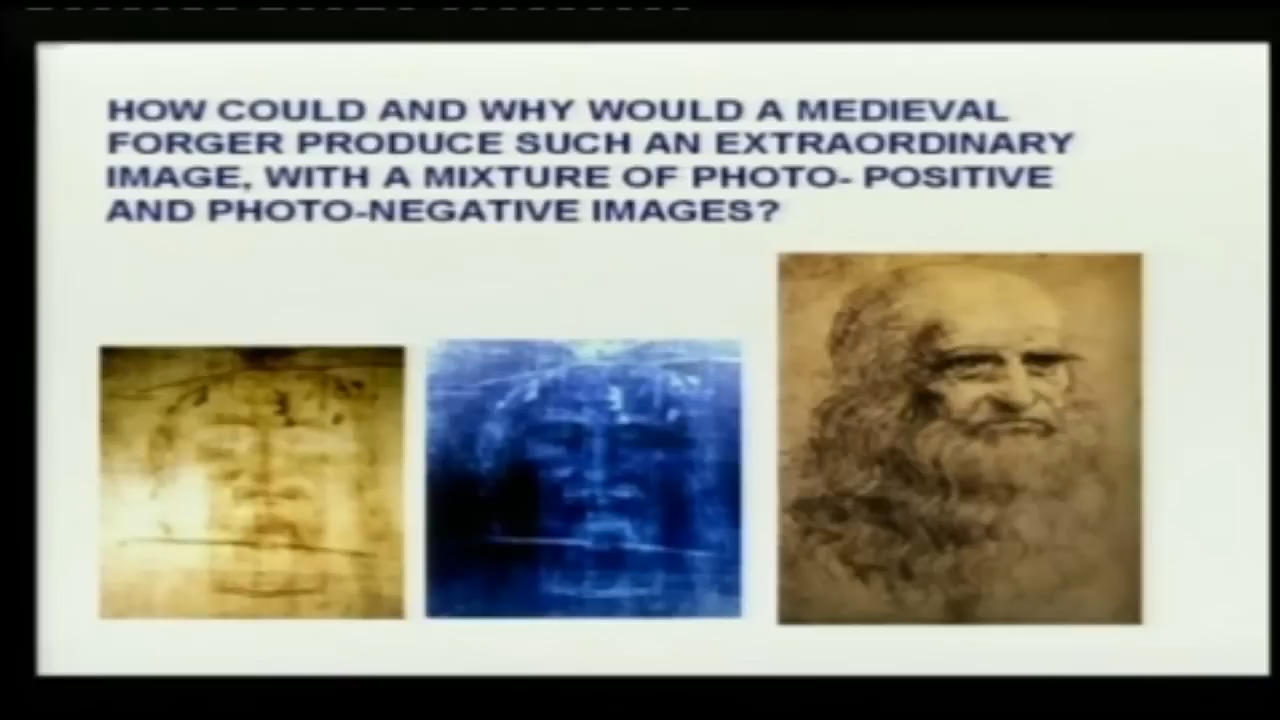 HOW COULD AND WHY WOULD A MEDIEVAL
FORGER PRODUCE SUCH AN EXTRAORDINARY
IMAGE, WITH A MIXTURE OF PHOTO- POSITIVE
AND PHOTO-NEGATIVE IMAGES?